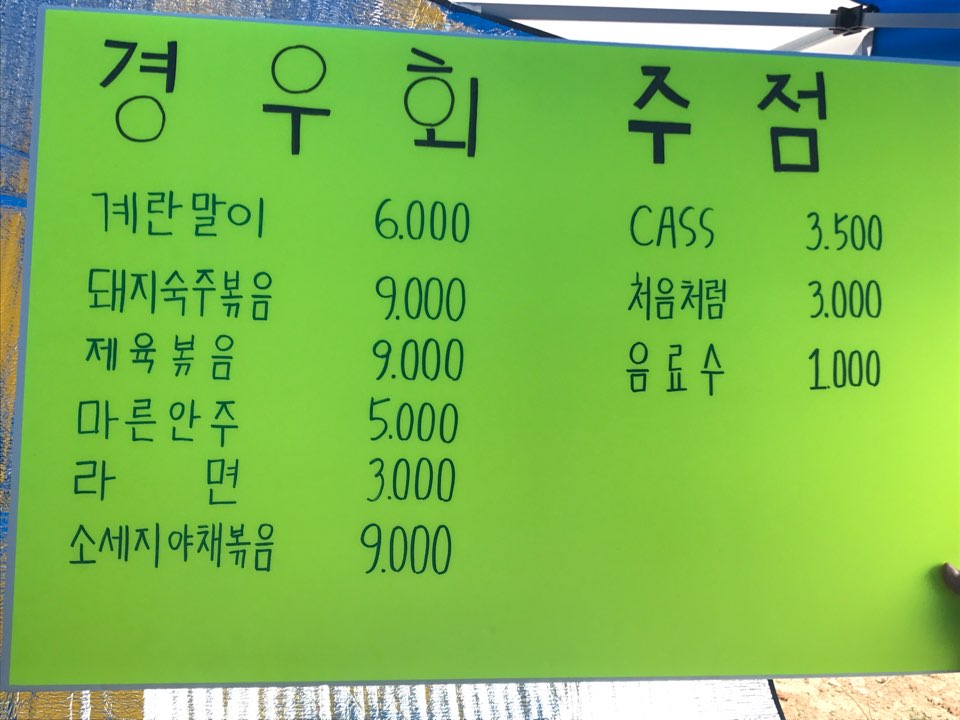 경우회 주점
계란말이 6.000
돼지숙주볶음 9.000
제육볶음 9.000
마른안주 5.000
라면 3.000
소세지야채볶음 9.000
CASS 3.500
처음처럼 3.000
음료수 1.000